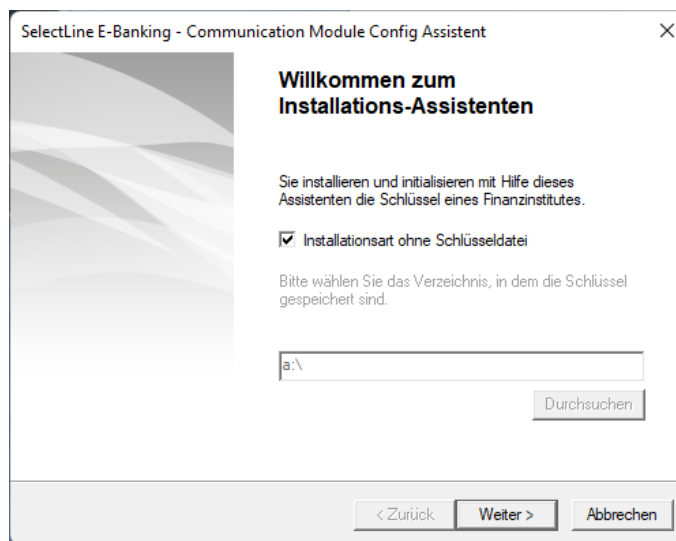 SelectLine E-Banking - Communication Module Config Assistent
Willkommen zum
Installations-Assistenten
Sie installieren und initialisieren mit Hilfe dieses
Assistenten die Schlüssel eines Finanzinstitutes.
Installationsart ohne Schlüsseldatei
Bitte wählen Sie das Verzeichnis, in dem die Schlüssel
gespeichert sind.
a:\
Durchsuchen
< Zurück Weiter > Abbrechen